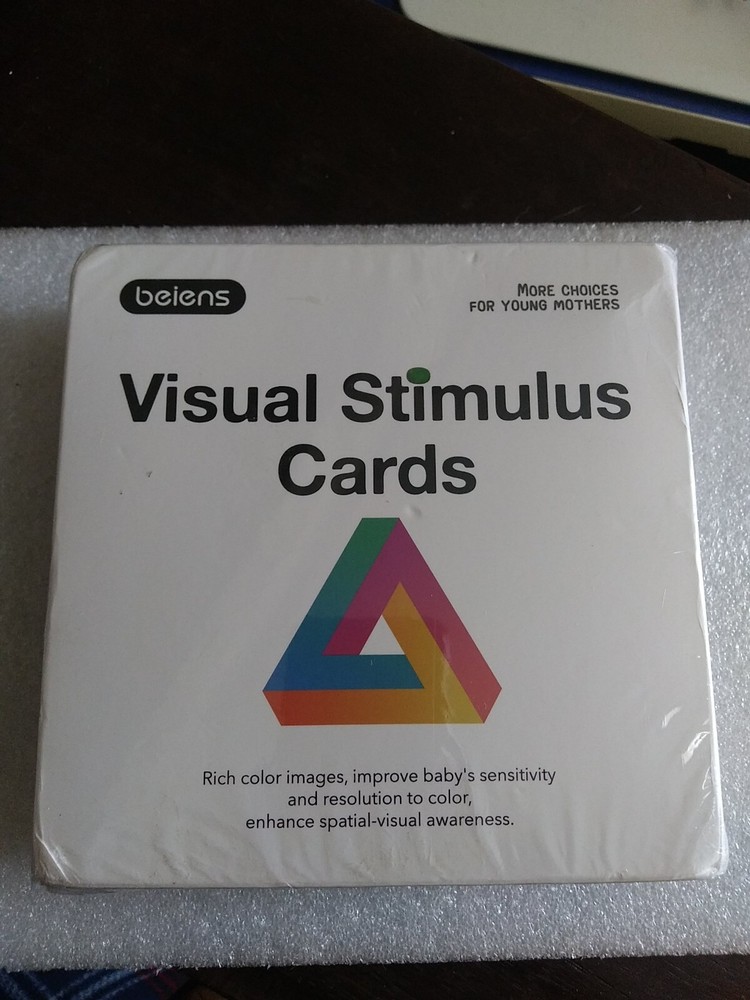 beiens
MORE CHOICES
FOR YOUNG MOTHERS
Visual Stimulus
Cards
Rich color images, improve baby's sensitivity
and resolution to color,
enhance spatial-visual awareness.